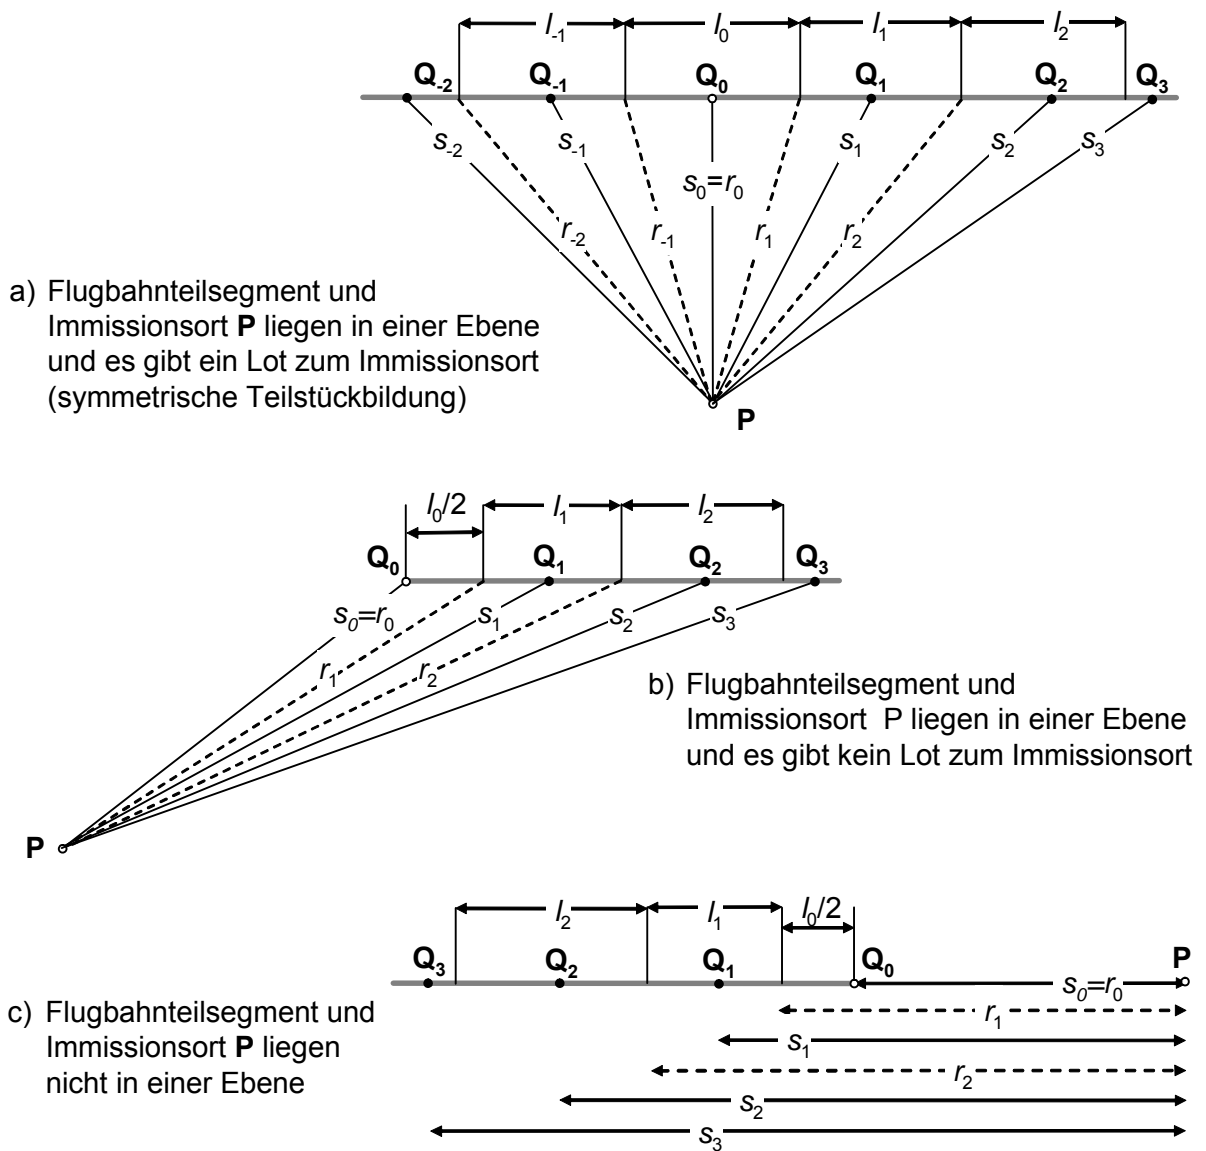 l-1 l0 l1 l2
Q-2 Q-1 Q0 Q1 Q2 Q3
s-2 s-1 s1 s2 s3
s0=r0
r-2 r-1 r1 r2
a) Flugbahnteilsegment und
Immissionsort P liegen in einer Ebene
und es gibt ein Lot zum Immissionsort
(symmetrische Teilstückbildung)
P
l0/2 l1 l2
Q0 Q1 Q2 Q3
s0=r0 s1 s2 s3
r1 r2
b) Flugbahnteilsegment und
Immissionsort P liegen in einer Ebene
und es gibt kein Lot zum Immissionsort
P
l2 l1 l0/2
Q3 Q2 Q1 Q0 P
s0=r0
c) Flugbahnteilsegment und
Immissionsort P liegen
nicht in einer Ebene
r1
s1
r2
s2
s3